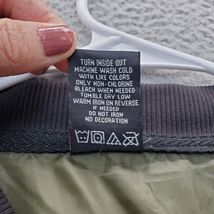 TURN INSIDE OUT
MACHINE WASH COLD
WITH LIKE COLORS
ONLY NON-CHLORINE
BLEACH WHEN NEEDED
TUMBLE DRY LOW
WARM IRON ON REVERSE
IF NEEDED
DO NOT IRON
NO DECORATION